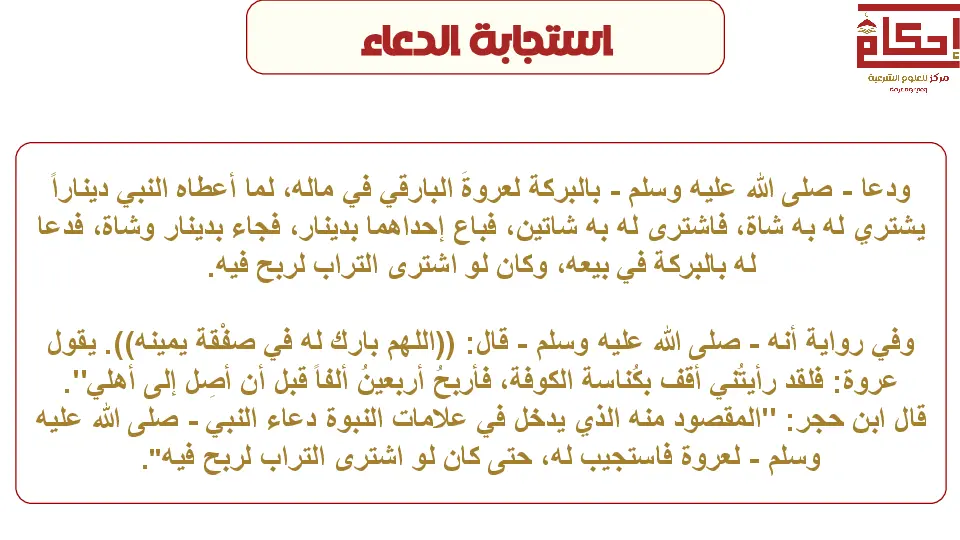 استجابة الدعاء
إحكام
مركز للعلوم الشرعية
ودعا - صلى الله عليه وسلم - بالبركة لعروةَ البارقي في ماله، لما أعطاه النبي ديناراً
يشتري له به شاة، فاشترى له به شاتين، فباع إحداهما بدينار، فجاء بدينار وشاة، فدعا
له بالبركة في بيعه، وكان لو اشترى التراب لربح فيه.
وفي رواية أنه - صلى الله عليه وسلم - قال: ((اللهم بارك له في صفْقة يمينه)). يقول
عروة: فلقد رأيتُني أقف بكُناسة الكوفة، فأربحُ أربعينُ ألفاً قبل أن أصِل إلى أهلي".
قال ابن حجر: "المقصود منه الذي يدخل في علامات النبوة دعاء النبي - صلى الله عليه
وسلم - لعروة فاستجيب له، حتى كان لو اشترى التراب لربح فيه".